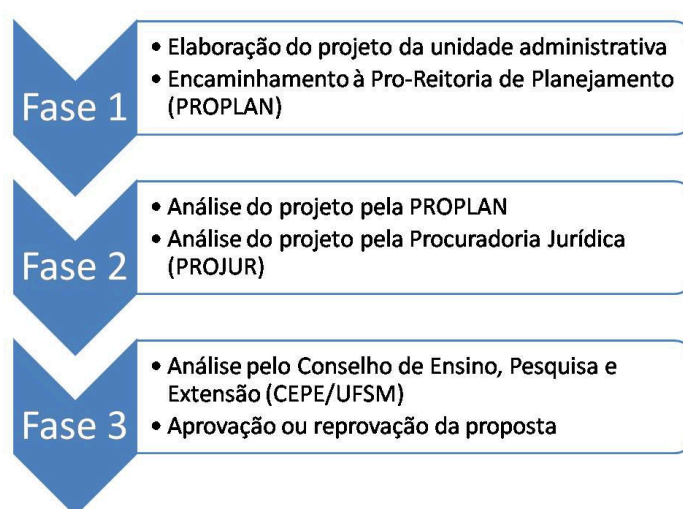 Fase 1
• Elaboração do projeto da unidade administrativa
• Encaminhamento à Pro-Reitoria de Planejamento
(PROPLAN)
Fase 2
• Análise do projeto pela PROPLAN
• Análise do projeto pela Procuradoria Jurídica
(PROJUR)
Fase 3
• Análise pelo Conselho de Ensino, Pesquisa e
Extensão (CEPE/UFSM)
• Aprovação ou reprovação da proposta